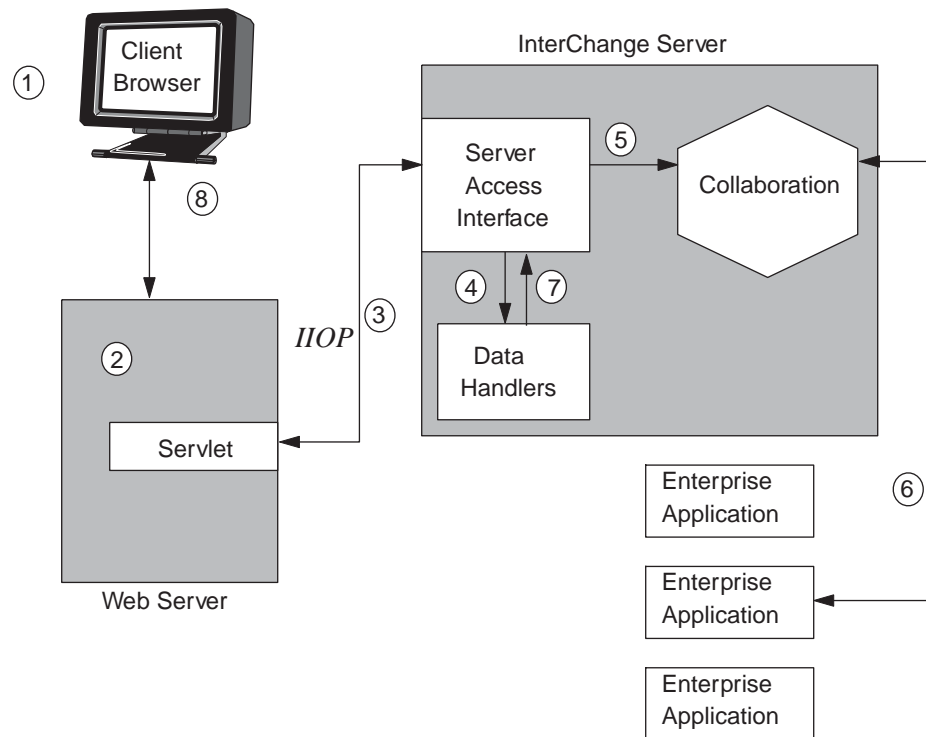 InterChange Server
Client
Browser
1
Server
Access
Interface
5
Collaboration
8
4
7
3
IIOP
2
Data
Handlers
Servlet
Enterprise
Application
6
Enterprise
Application
Web Server
Enterprise
Application